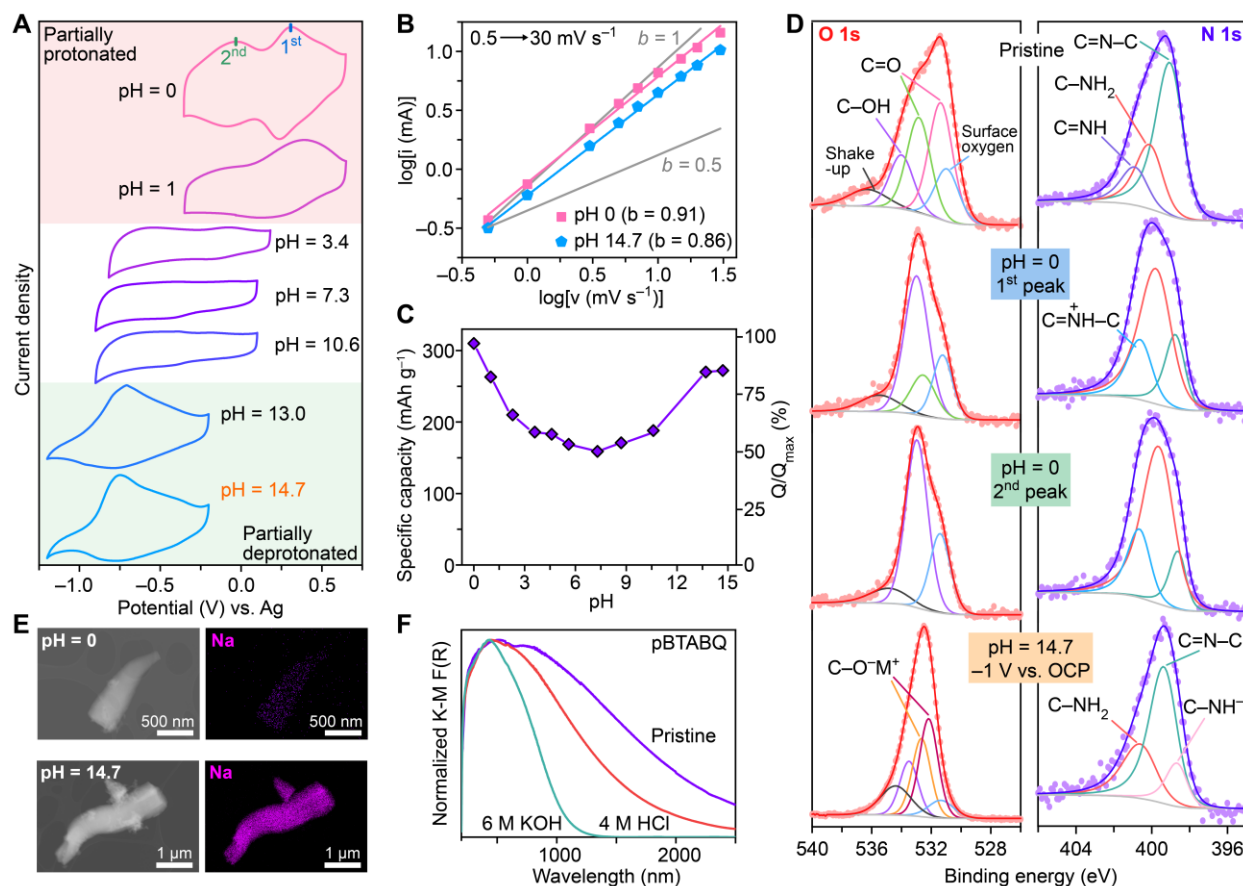 A
Partially
protonated
2nd
1st
pH = 0
pH = 1
pH = 3.4
pH = 7.3
pH = 10.6
pH = 13.0
pH = 14.7
Partially
deprotonated
Current density
−1.0
−0.5
0.0
0.5
Potential (V) vs. Ag
B
0.5→30 mV s−1
b = 1
b = 0.5
pH 0 (b = 0.91)
pH 14.7 (b = 0.86)
log[i (mA)]
1.0
0.5
0.0
−0.5
−0.5
0.0
0.5
1.0
1.5
log[v (mV s−1)]
C
Specific capacity (mAh g−1)
300
225
150
75
0
0
3
6
9
12
15
pH
100
75
50
25
0
Q/Qmax (%)
D
O 1s
Pristine
N 1s
C=O
C–OH
Shake
-up
Surface
oxygen
C=N–C
C–NH2
C=NH
pH = 0
1st peak
C=N+H–C
pH = 0
2nd peak
pH = 14.7
−1 V vs. OCP
C–O−M+
C=N–C
C–NH2
C–NH−
540
536
532
528
404
400
396
Binding energy (eV)
E
pH = 0
500 nm
Na
500 nm
pH = 14.7
1 μm
Na
1 μm
F
pBTABQ
Pristine
6 M KOH
4 M HCl
Normalized K-M F(R)
1000
2000
Wavelength (nm)